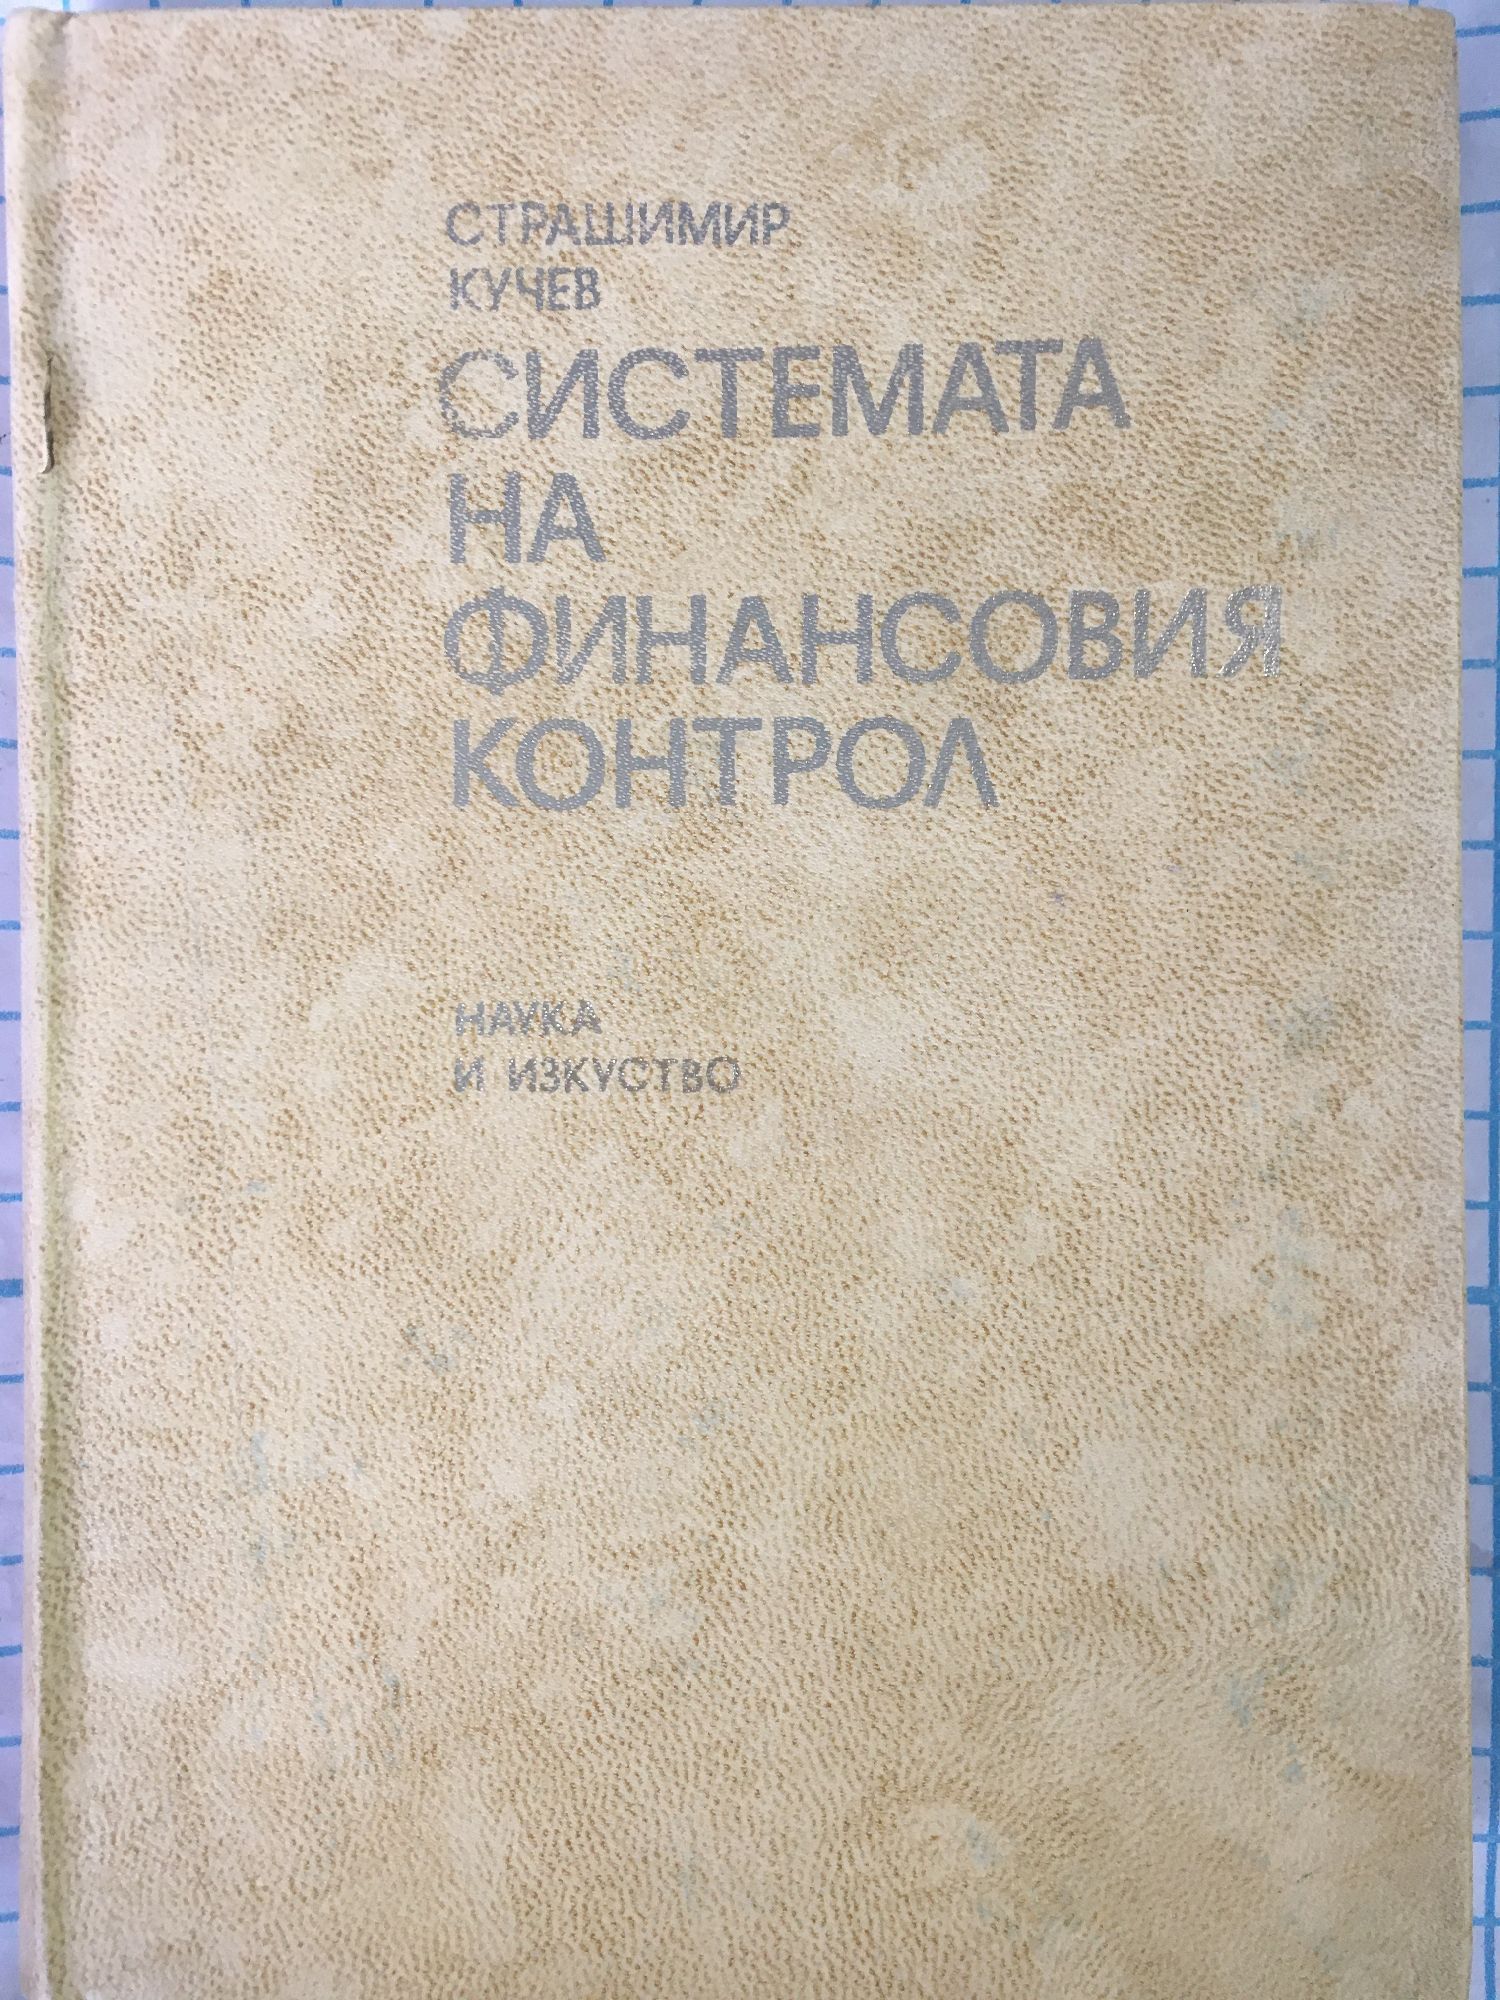 СТРАШИМИР
КУЧЕВ
СИСТЕМАТА
НА
ФИНАНСОВИЯ
КОНТРОЛ
НАУКА
И ИЗКУСТВО